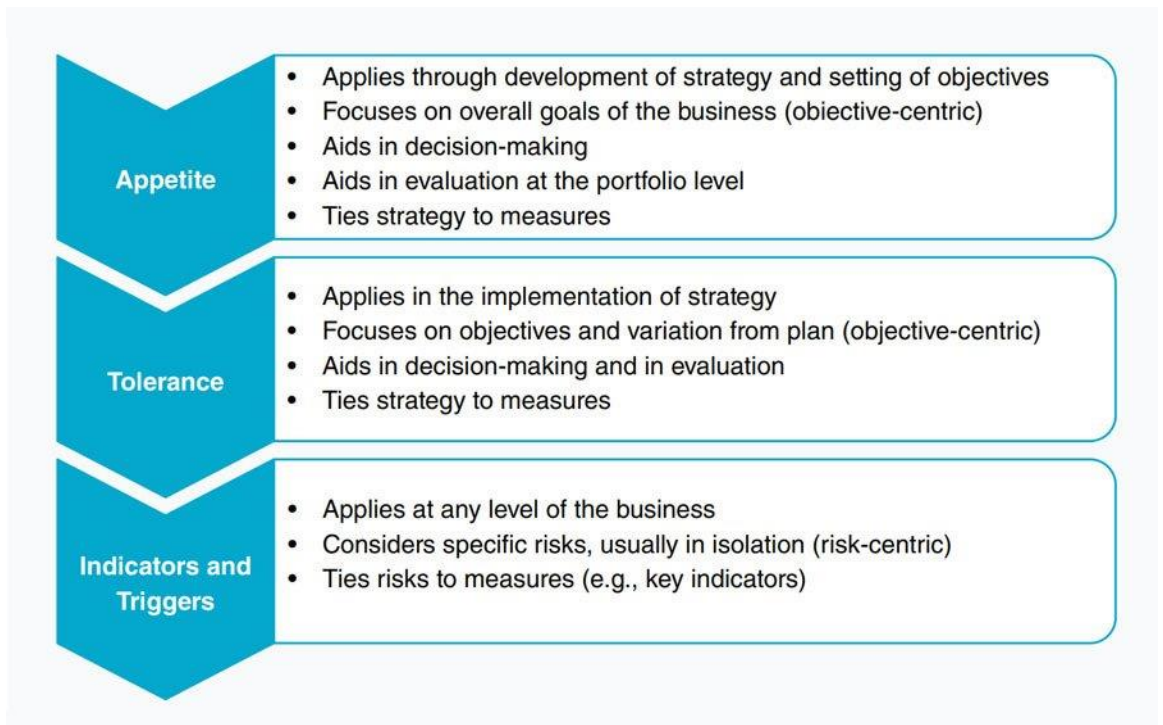 Appetite
• Applies through development of strategy and setting of objectives
• Focuses on overall goals of the business (obiective-centric)
• Aids in decision-making
• Aids in evaluation at the portfolio level
• Ties strategy to measures
Tolerance
• Applies in the implementation of strategy
• Focuses on objectives and variation from plan (objective-centric)
• Aids in decision-making and in evaluation
• Ties strategy to measures
Indicators and
Triggers
• Applies at any level of the business
• Considers specific risks, usually in isolation (risk-centric)
• Ties risks to measures (e.g., key indicators)